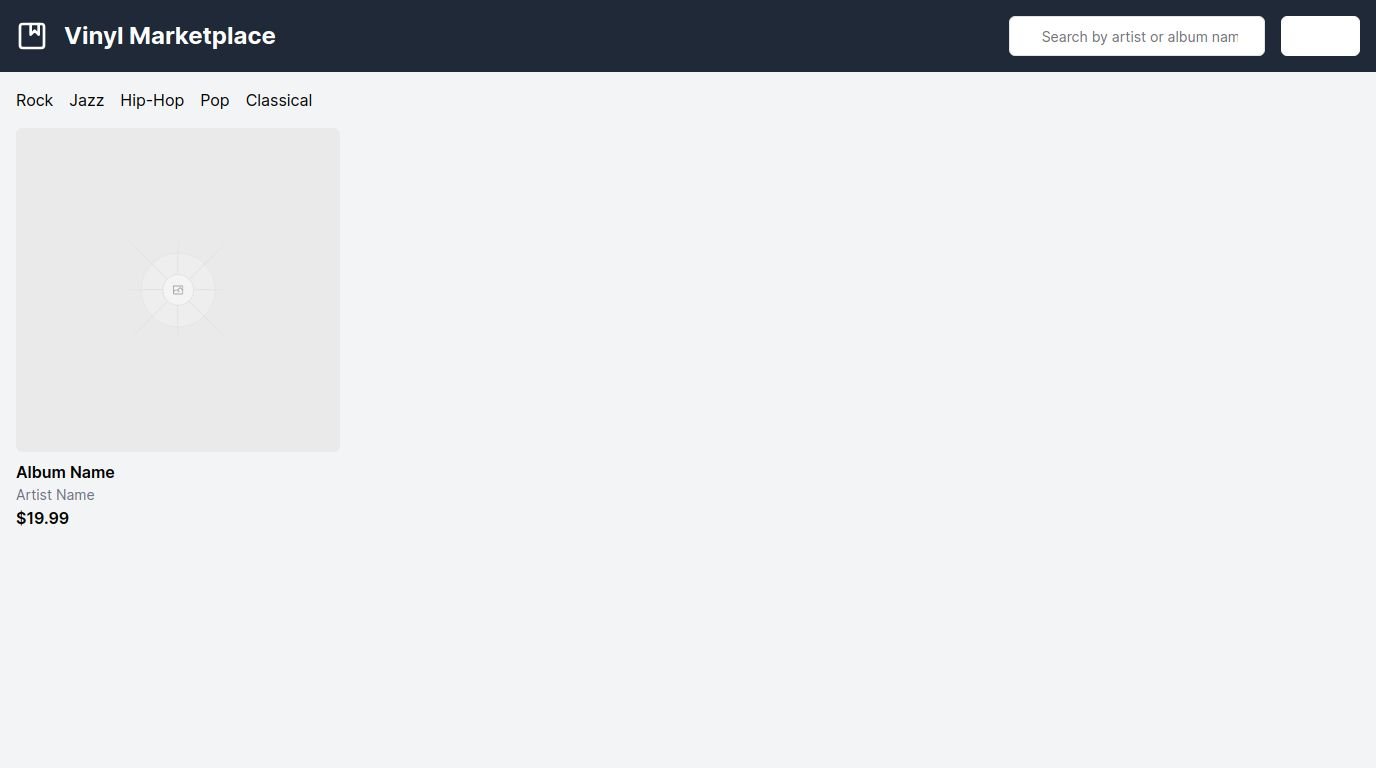 Vinyl Marketplace
Search by artist or album nam
Rock Jazz Hip-Hop Pop Classical
Album Name
Artist Name
$19.99